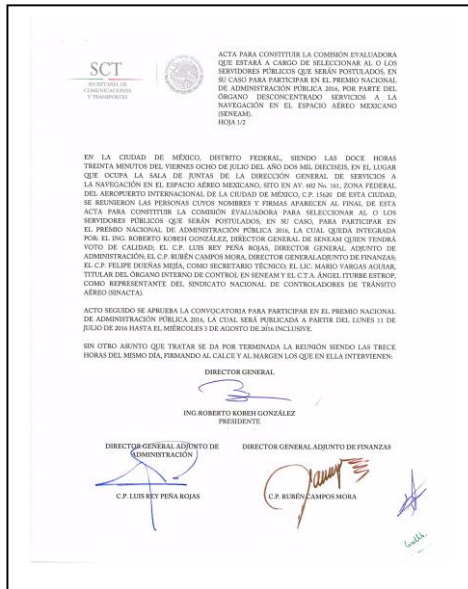 ACTA PARA CONSTITUIR LA COMISIÓN EVALUADORA
QUE ESTARÁ A CARGO DE SELECCIONAR AL O LOS
SERVIDORES PÚBLICOS QUE SERÁN POSTULADOS, EN
SU CASO PARA PARTICIPAR EN EL PREMIO NACIONAL
DE ADMINISTRACIÓN PÚBLICA 2016, POR PARTE DEL
ÓRGANO DESCONCENTRADO SERVICIOS A LA
NAVEGACIÓN EN EL ESPACIO AÉREO MEXICANO
(SENEAM).
HOJA 1/2
SCT
SECRETARÍA DE
COMUNICACIONES
Y TRANSPORTES
EN LA CIUDAD DE MÉXICO, DISTRITO FEDERAL, SIENDO LAS DOCE HORAS
TREINTA MINUTOS DEL VIERNES OCHO DE JULIO DEL AÑO DOS MIL DIECISEIS, EN EL LUGAR
QUE OCUPA LA SALA DE JUNTAS DE LA DIRECCIÓN GENERAL DE SERVICIOS A
LA NAVEGACIÓN EN EL ESPACIO AÉREO MEXICANO, SITO EN AV. 602 No. 161, ZONA FEDERAL
DEL AEROPUERTO INTERNACIONAL DE LA CIUDAD DE MÉXICO, C.P. 15620 DE ESTA CIUDAD,
SE REUNIERON LAS PERSONAS CUYOS NOMBRES Y FIRMAS APARECEN AL FINAL DE ESTA
ACTA PARA CONSTITUIR LA COMISIÓN EVALUADORA PARA SELECCIONAR AL O LOS
SERVIDORES PÚBLICOS QUE SERÁN POSTULADOS, EN SU CASO, PARA PARTICIPAR EN
EL PREMIO NACIONAL DE ADMINISTRACIÓN PÚBLICA 2016, LA CUAL QUEDA INTEGRADA
POR: EL ING. ROBERTO KOBEH GONZÁLEZ, DIRECTOR GENERAL DE SENEAM QUIEN TENDRÁ
VOTO DE CALIDAD; EL C.P. LUIS REY PEÑA ROJAS, DIRECTOR GENERAL ADJUNTO DE
ADMINISTRACIÓN; EL C.P. RUBÉN CAMPOS MORA, DIRECTOR GENERALADJUNTO DE FINANZAS;
EL C.P. FELIPE DUEÑAS MEJÍA, COMO SECRETARIO TÉCNICO; EL LIC. MARIO VARGAS AGUIAR,
TITULAR DEL ÓRGANO INTERNO DE CONTROL EN SENEAM Y EL C.T.A. ÁNGEL ITURBE ESTROP,
COMO REPRESENTANTE DEL SINDICATO NACIONAL DE CONTROLADORES DE TRÁNSITO
AÉREO (SINACTA).
ACTO SEGUIDO SE APRUEBA LA CONVOCATORIA PARA PARTICIPAR EN EL PREMIO NACIONAL
DE ADMINISTRACIÓN PÚBLICA 2016, LA CUAL SERÁ PUBLICADA A PARTIR DEL LUNES 11 DE
JULIO DE 2016 HASTA EL MIÉRCOLES 3 DE AGOSTO DE 2016 INCLUSIVE.
SIN OTRO ASUNTO QUE TRATAR SE DA POR TERMINADA LA REUNIÓN SIENDO LAS TRECE
HORAS DEL MISMO DÍA, FIRMANDO AL CALCE Y AL MARGEN LOS QUE EN ELLA INTERVIENEN:
DIRECTOR GENERAL
ING.ROBERTO KOBEH GONZÁLEZ
PRESIDENTE
DIRECTOR GENERAL ADJUNTO DE
ADMINISTRACIÓN
C.P. LUIS REY PEÑA ROJAS
DIRECTOR GENERAL ADJUNTO DE FINANZAS
C.P. RUBÉN CAMPOS MORA